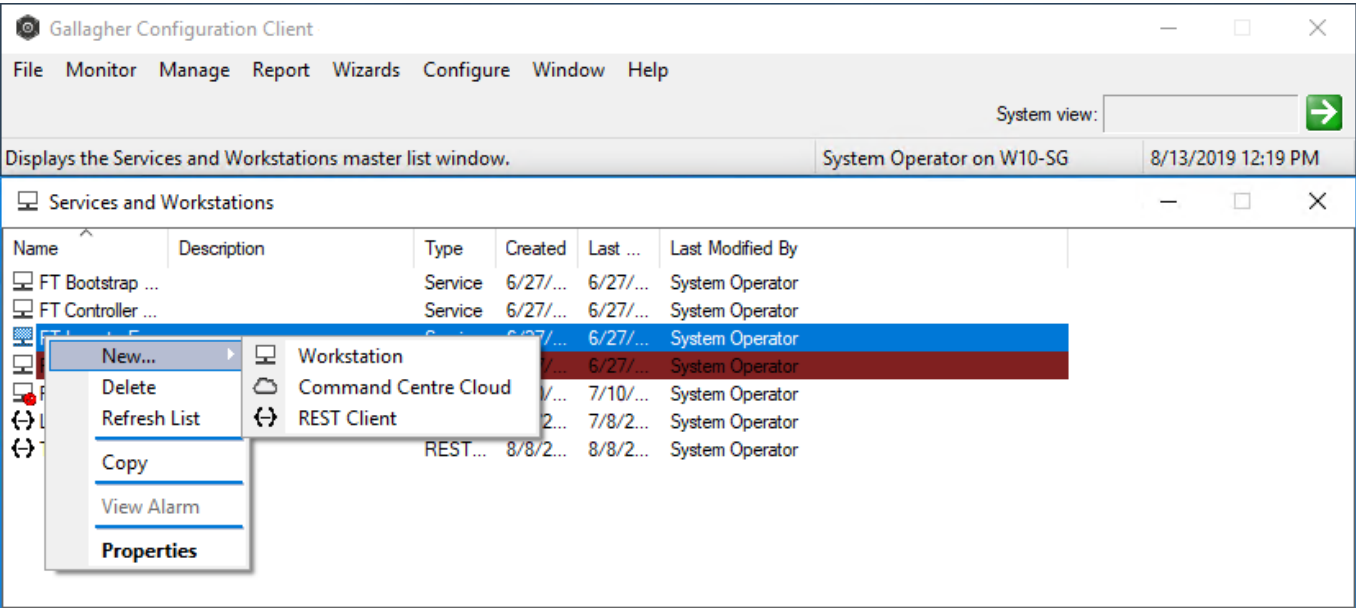 Gallagher Configuration Client
File Monitor Manage Report Wizards Configure Window Help
System view:
Displays the Services and Workstations master list window. System Operator on W10-SG 8/13/2019 12:19 PM
Services and Workstations
Name Description Type Created Last ... Last Modified By
FT Bootstrap ... Service 6/27/... 6/27/... System Operator
FT Controller ... Service 6/27/... 6/27/... System Operator
6/27/... System Operator
New... Workstation 6/27/... System Operator
Delete Command Centre Cloud 7/10/... System Operator
Refresh List REST Client 7/8/2... System Operator
REST... 8/8/2... 8/8/2... System Operator
Copy
View Alarm
Properties